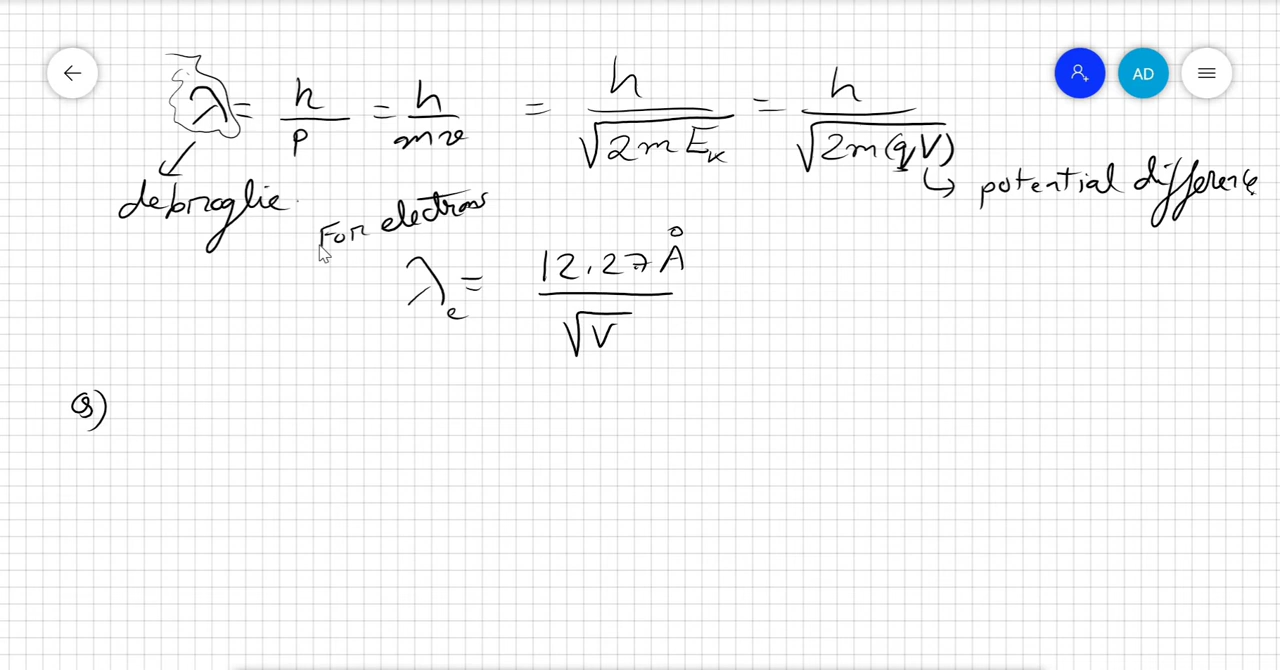 λ = h/p = h/mv = h/√2mEₖ = h/√2m(qV)
↳ potential difference
debroglie
For electrons
λₑ = 12.27 Å/√V
Q)
AD